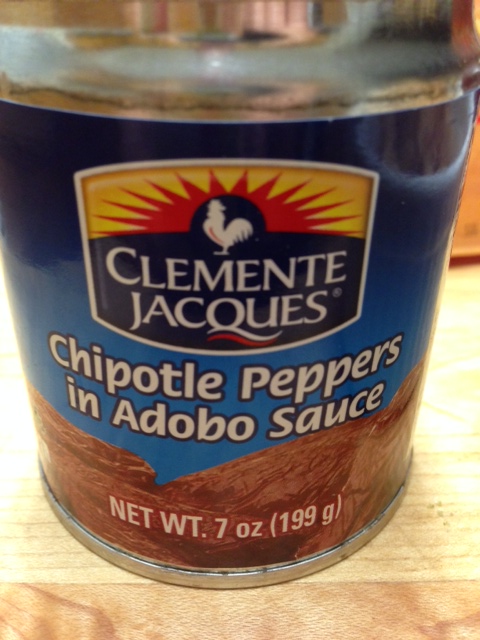 CLEMENTE
JACQUES®
Chipotle Peppers
in Adobo Sauce
NET WT. 7 oz (199 g)